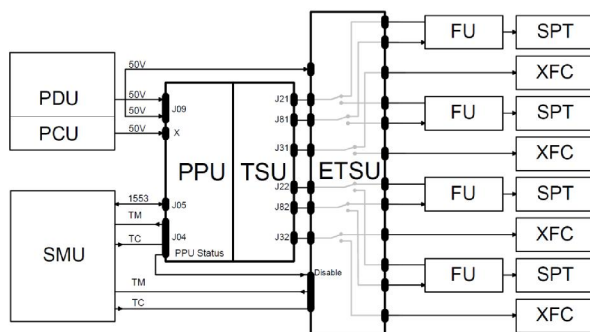 FU
SPT
50V
XFC
PDU
50V
J09
J21
FU
SPT
50V
J81
PCU
50V
X
J31
XFC
PPU
TSU
ETSU
J22
FU
SPT
1553
J05
J82
TM
J04
XFC
SMU
TC
J32
PPU Status
Disable
FU
SPT
TM
TC
XFC